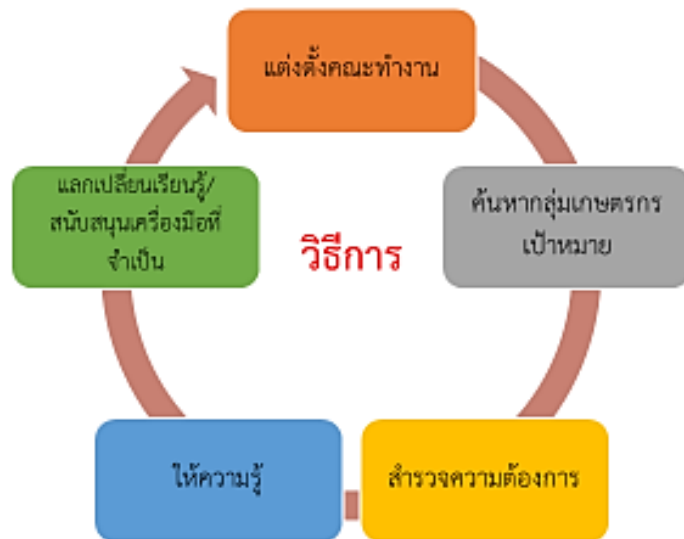 แต่งตั้งคณะทำงาน
ค้นหากลุ่มเกษตรกร
เป้าหมาย
สำรวจความต้องการ
ให้ความรู้
แลกเปลี่ยนเรียนรู้/
สนับสนุนเครื่องมือที่
จำเป็น
วิธีการ